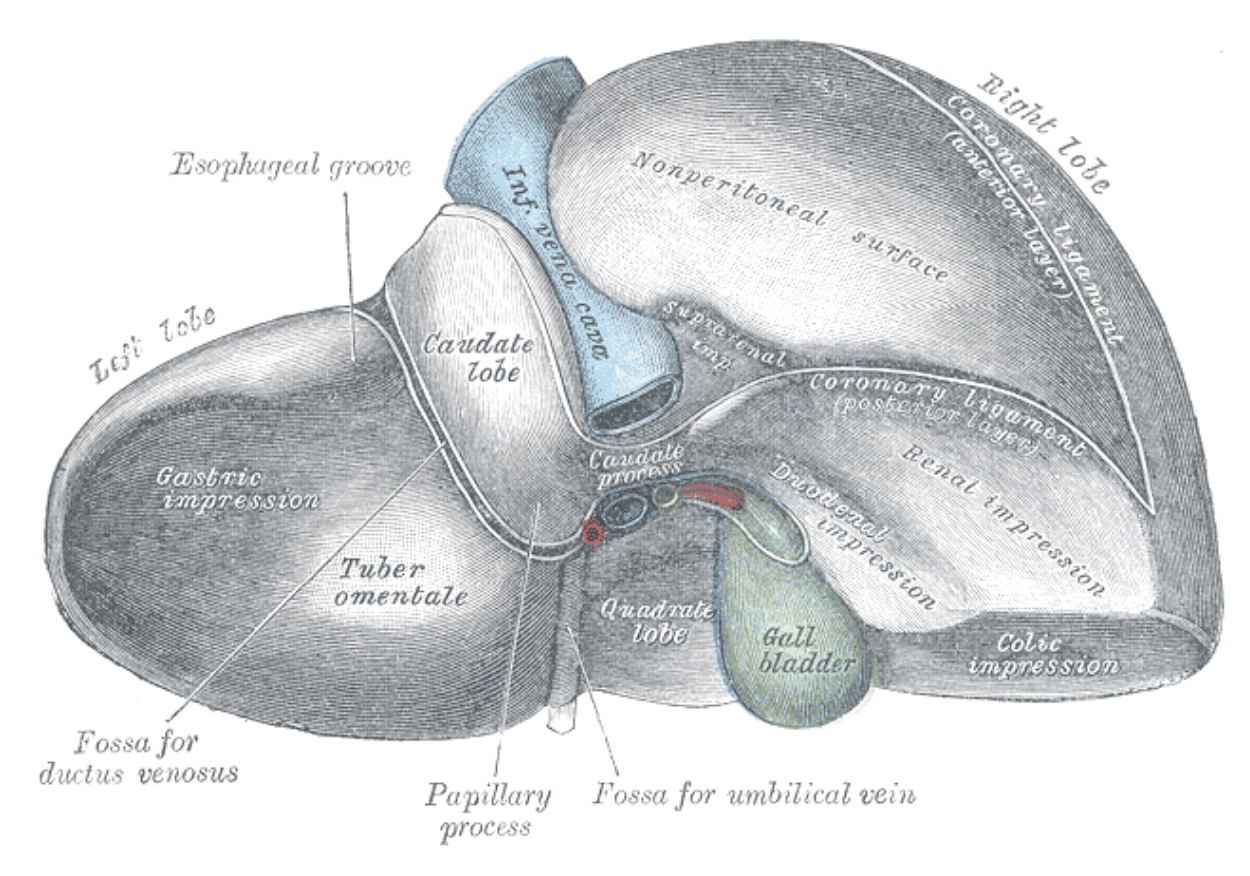 Right lobe
Coronary ligament
(anterior layer)
Esophageal groove
Inf. vena cava
Nonperitoneal surface
Left lobe
Caudate
lobe
Suprarenal
imp
Coronary ligament
(posterior layer)
Gastric
impression
Caudate
process
Duodenal
impression
Renal impression
Tuber
omentale
Quadrate
lobe
Gall
bladder
Colic
impression
Fossa for
ductus venosus
Papillary
process
Fossa for umbilical vein